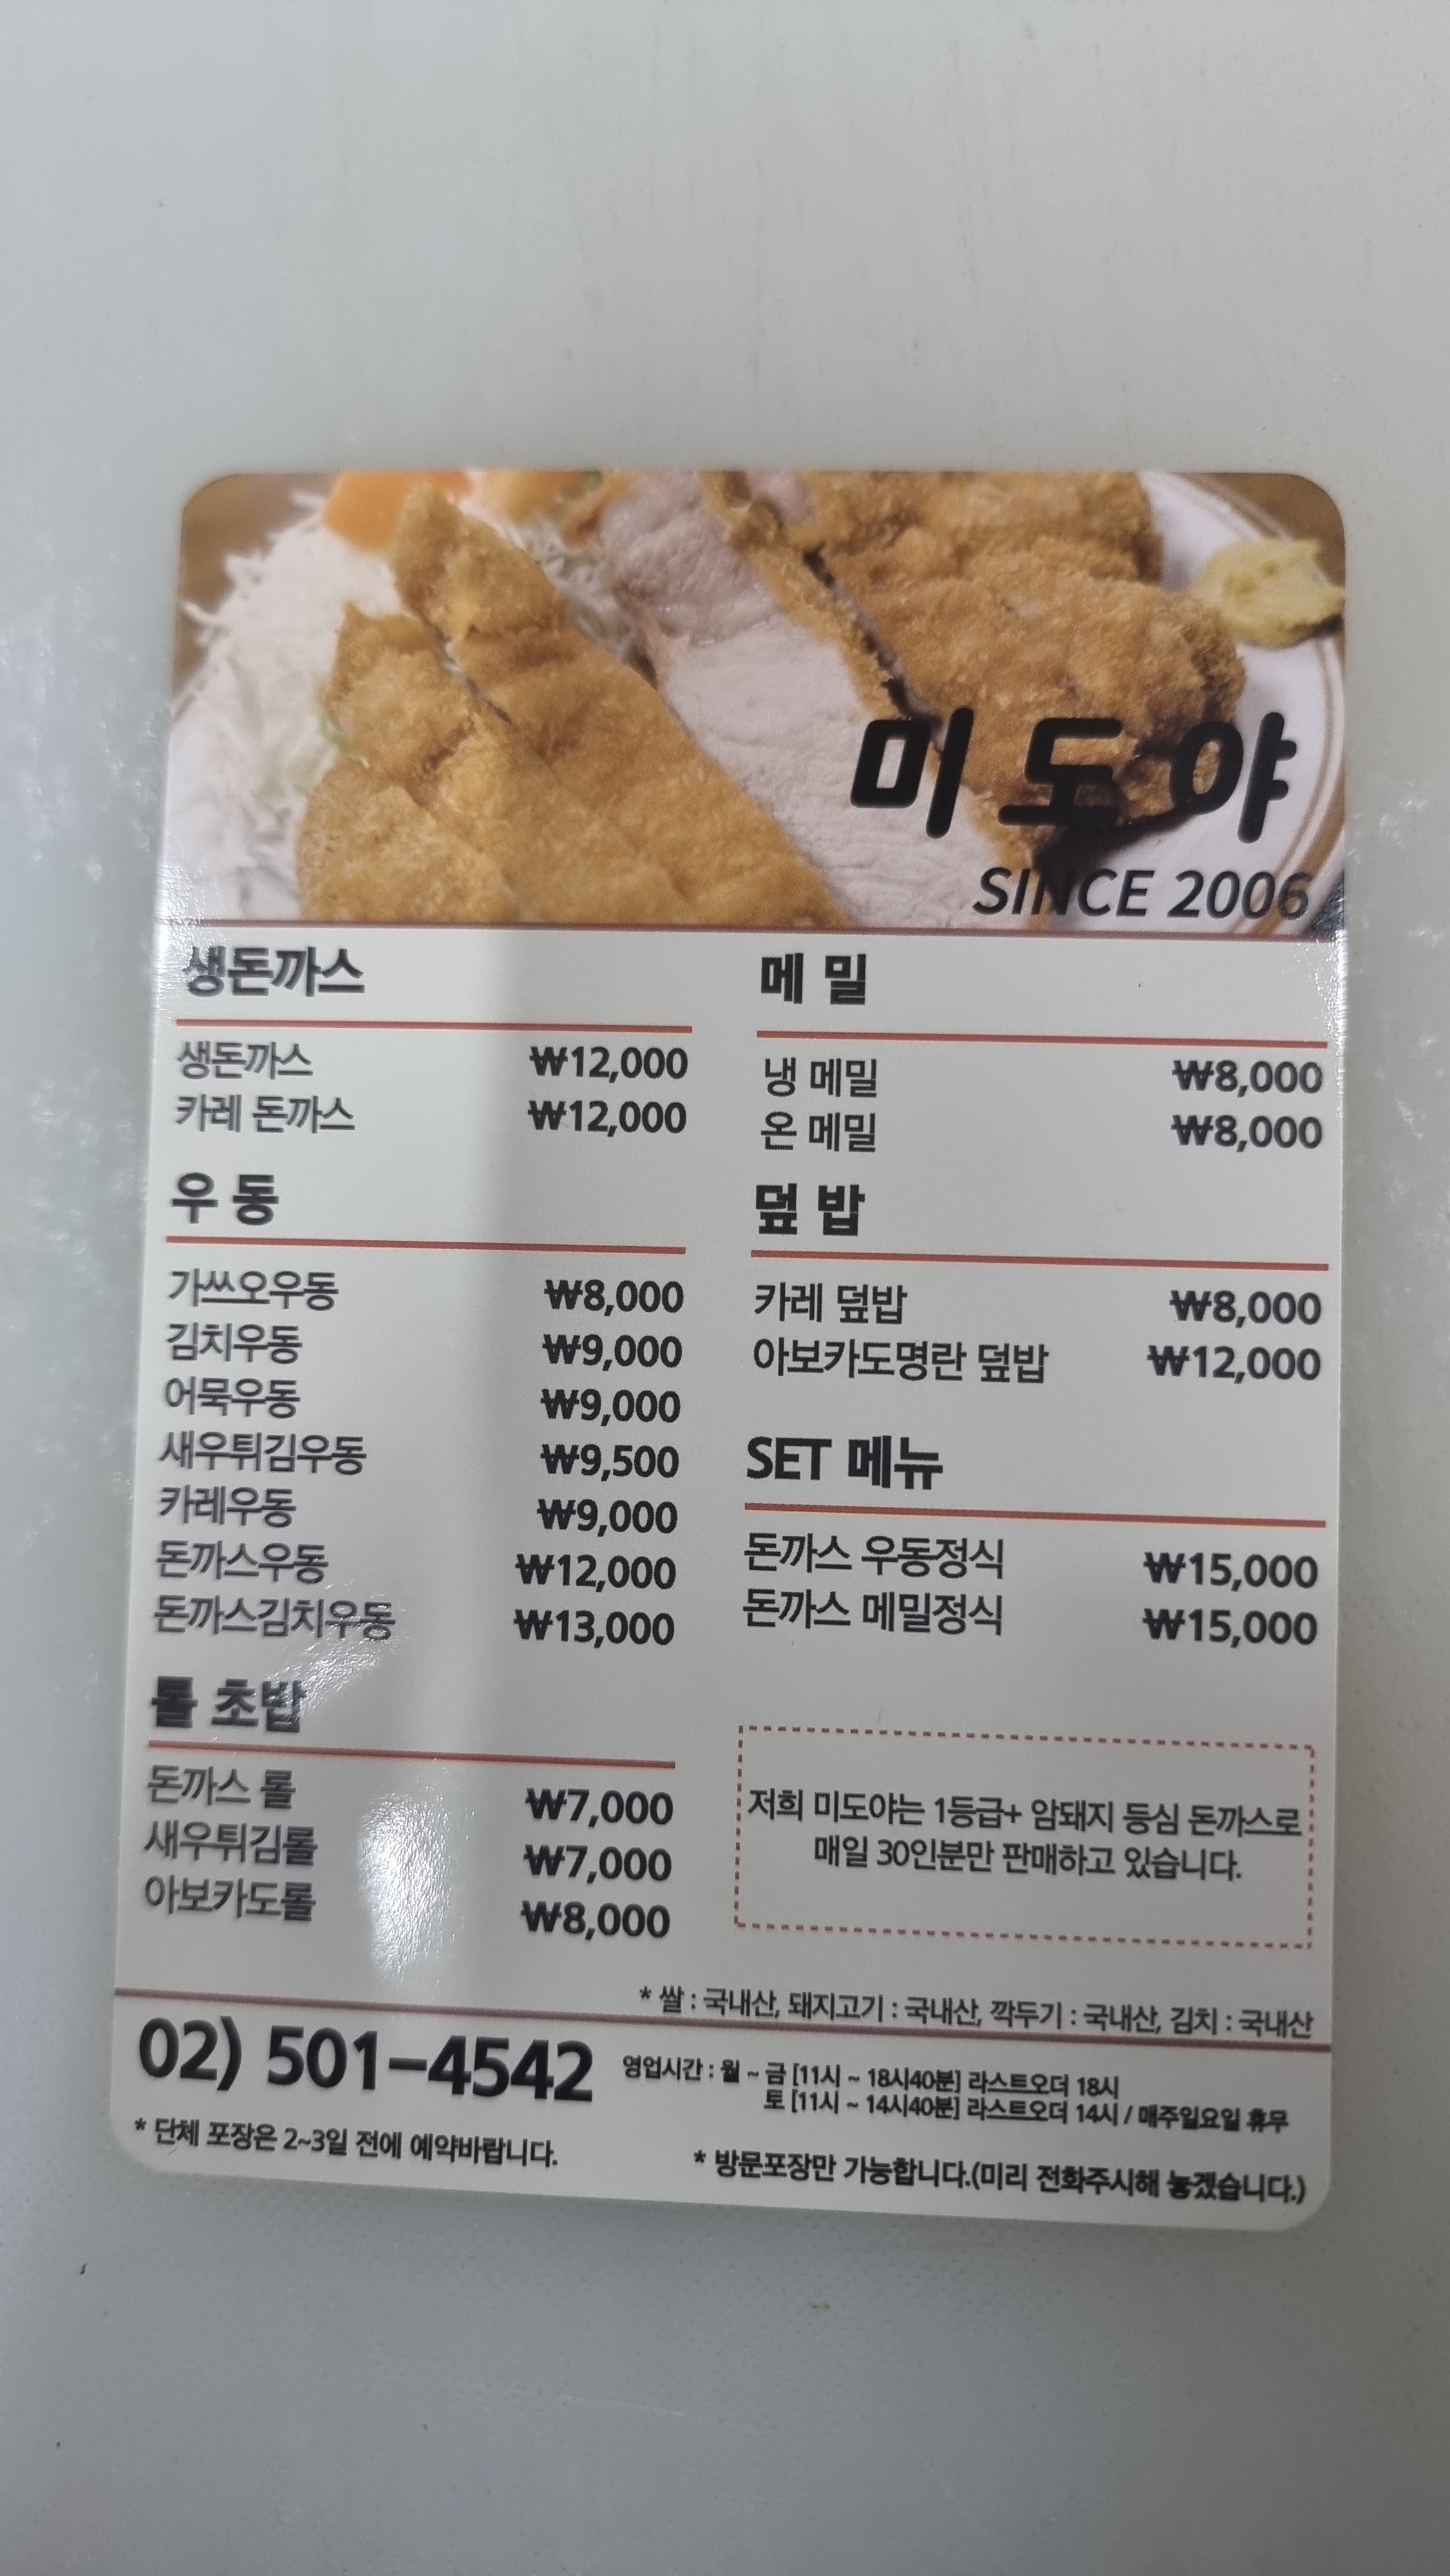 미도야
SINCE 2006
생돈까스
생돈까스 ₩12,000
카레 돈까스 ₩12,000
우 동
가쓰오우동 ₩8,000
김치우동 ₩9,000
어묵우동 ₩9,000
새우튀김우동 ₩9,500
카레우동 ₩9,000
돈까스우동 ₩12,000
돈까스김치우동 ₩13,000
롤 초밥
돈까스 롤 ₩7,000
새우튀김롤 ₩7,000
아보카도롤 ₩8,000
메 밀
냉 메밀 ₩8,000
온 메밀 ₩8,000
덮 밥
카레 덮밥 ₩8,000
아보카도명란 덮밥 ₩12,000
SET 메뉴
돈까스 우동정식 ₩15,000
돈까스 메밀정식 ₩15,000
저희 미도야는 1등급+ 암돼지 등심 돈까스로
매일 30인분만 판매하고 있습니다.
* 쌀 : 국내산, 돼지고기 : 국내산, 깍두기 : 국내산, 김치 : 국내산
02) 501-4542
영업시간 : 월 ~ 금 [11시 ~ 18시40분] 라스트오더 18시
토 [11시 ~ 14시40분] 라스트오더 14시 / 매주일요일 휴무
* 단체 포장은 2~3일 전에 예약바랍니다.
* 방문포장만 가능합니다.(미리 전화주시해 놓겠습니다.)